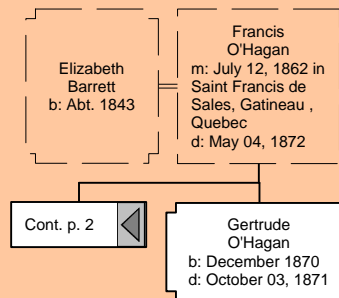 Elizabeth
Barrett
b: Abt. 1843
Francis
O'Hagan
m: July 12, 1862 in
Saint Francis de
Sales, Gatineau ,
Quebec
d: May 04, 1872
Cont. p. 2
Gertrude
O'Hagan
b: December 1870
d: October 03, 1871